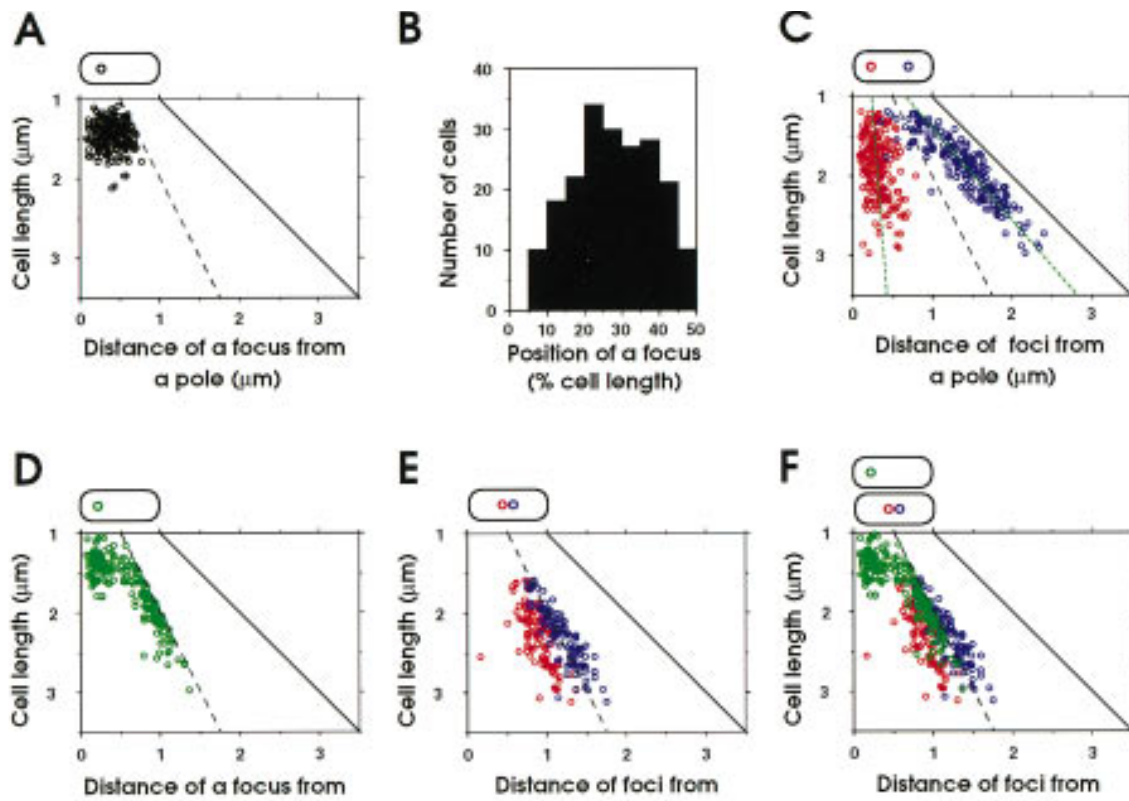 A
B
C
Cell length (μm)
1
2
3
0
1
2
3
Distance of a focus from
a pole (μm)
Number of cells
40
30
20
10
0
0
10
20
30
40
50
Position of a focus
(% cell length)
Cell length (μm)
1
2
3
0
1
2
3
Distance of foci from
a pole (μm)
D
E
F
Cell length (μm)
1
2
3
0
1
2
3
Distance of a focus from
Cell length (μm)
1
2
3
0
1
2
3
Distance of foci from
Cell length (μm)
1
2
3
0
1
2
3
Distance of foci from